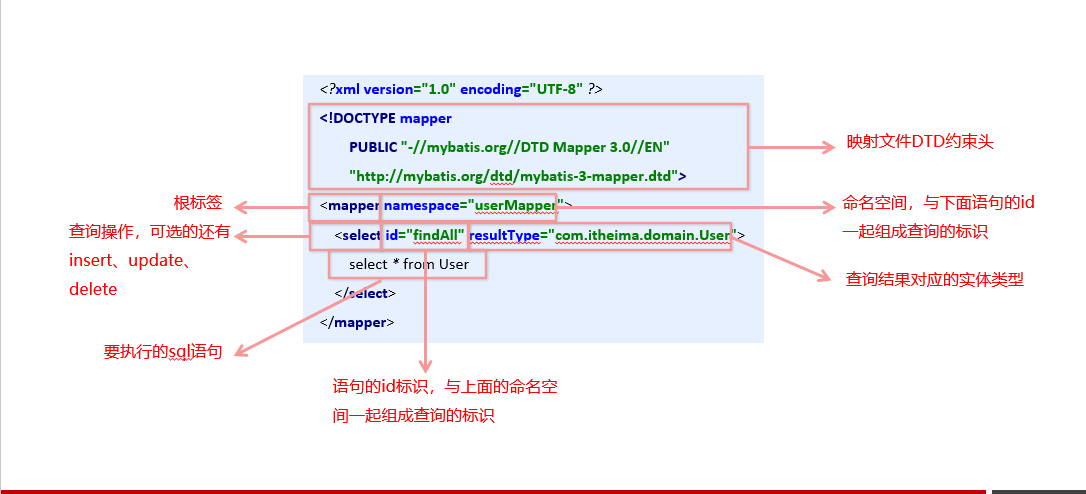 <?xml version="1.0" encoding="UTF-8" ?>
<!DOCTYPE mapper
PUBLIC "-//mybatis.org//DTD Mapper 3.0//EN"
"http://mybatis.org/dtd/mybatis-3-mapper.dtd">
<mapper namespace="userMapper">
<select id="findAll" resultType="com.itheima.domain.User">
select * from User
</select>
</mapper>
映射文件DTD约束头
根标签
命名空间，与下面语句的id
一起组成查询的标识
查询操作，可选的还有
insert、update、
delete
查询结果对应的实体类型
要执行的sql语句
语句的id标识，与上面的命名空
间一起组成查询的标识